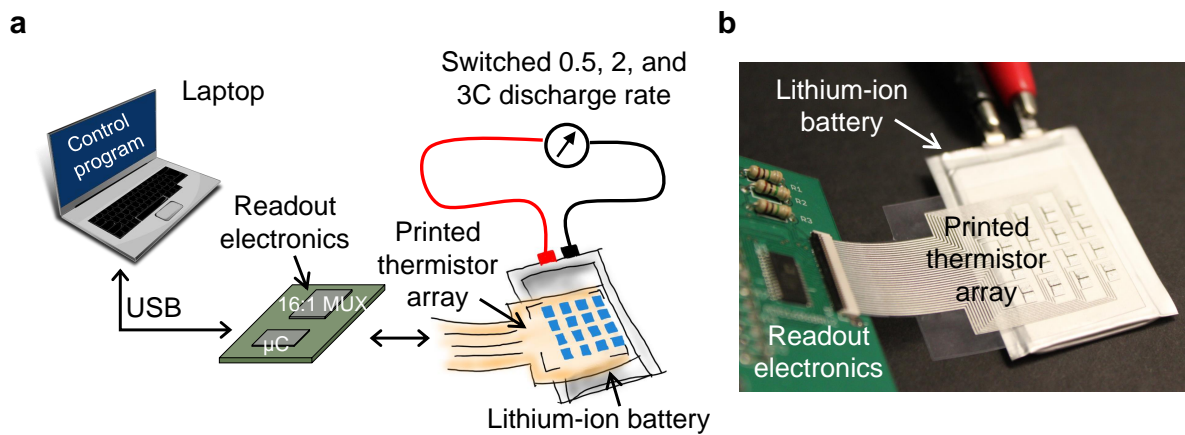 a
Switched 0.5, 2, and
3C discharge rate
Laptop
Control
program
Readout
electronics
Printed
thermistor
array
USB
16:1 MUX
µC
Lithium-ion battery
b
Lithium-ion
battery
R1
R2
R3
Printed
thermistor
array
Readout
electronics